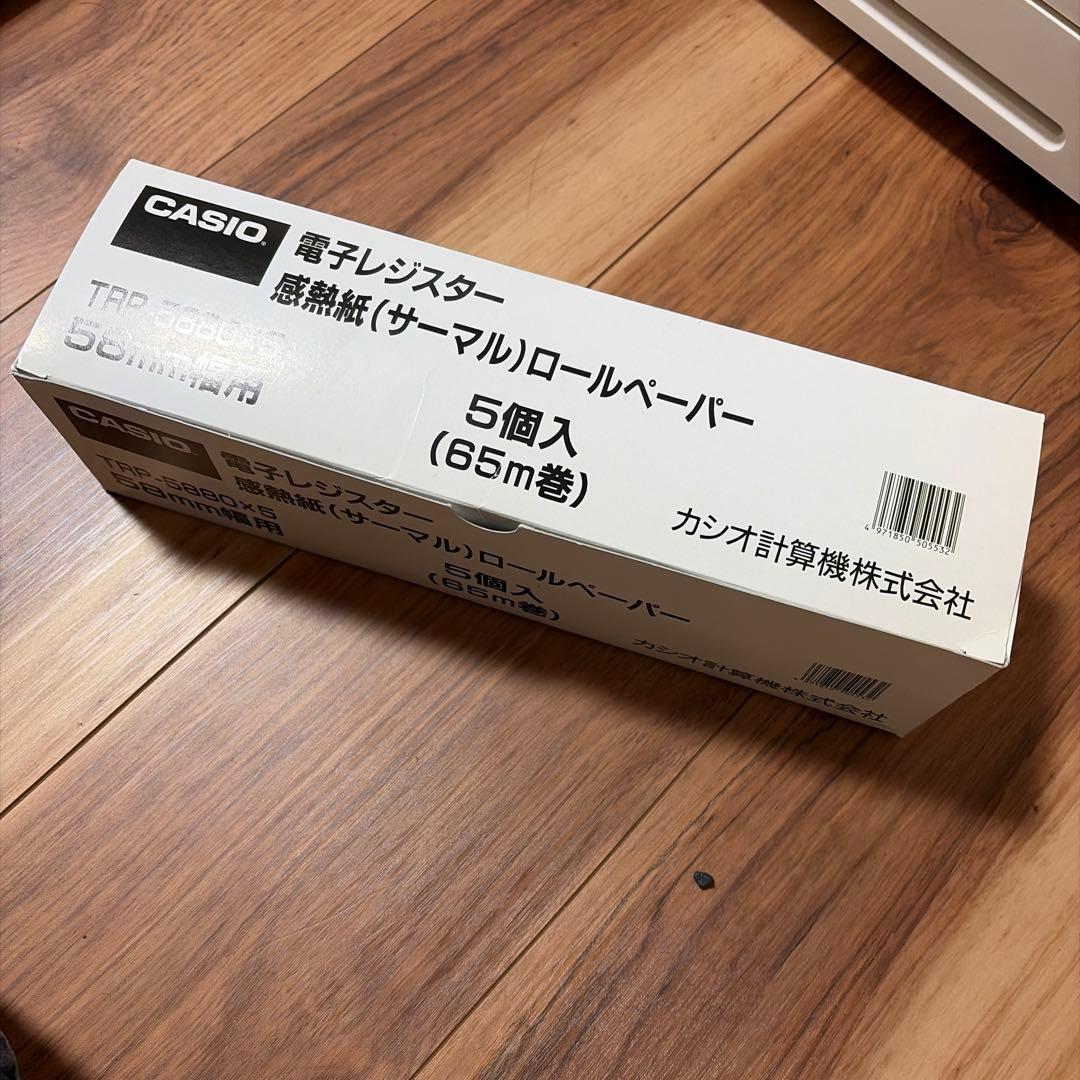 CASIO
電子レジスター
感熱紙(サーマル)ロールペーパー
TRP-5880×5
58mm幅用
5個入
(65m巻)
カシオ計算機株式会社
4 971850 505532
CASIO
電子レジスター
感熱紙(サーマル)ロールペーパー
TRP-5880×5
58mm幅用
5個入
(65m巻)
カシオ計算機株式会社